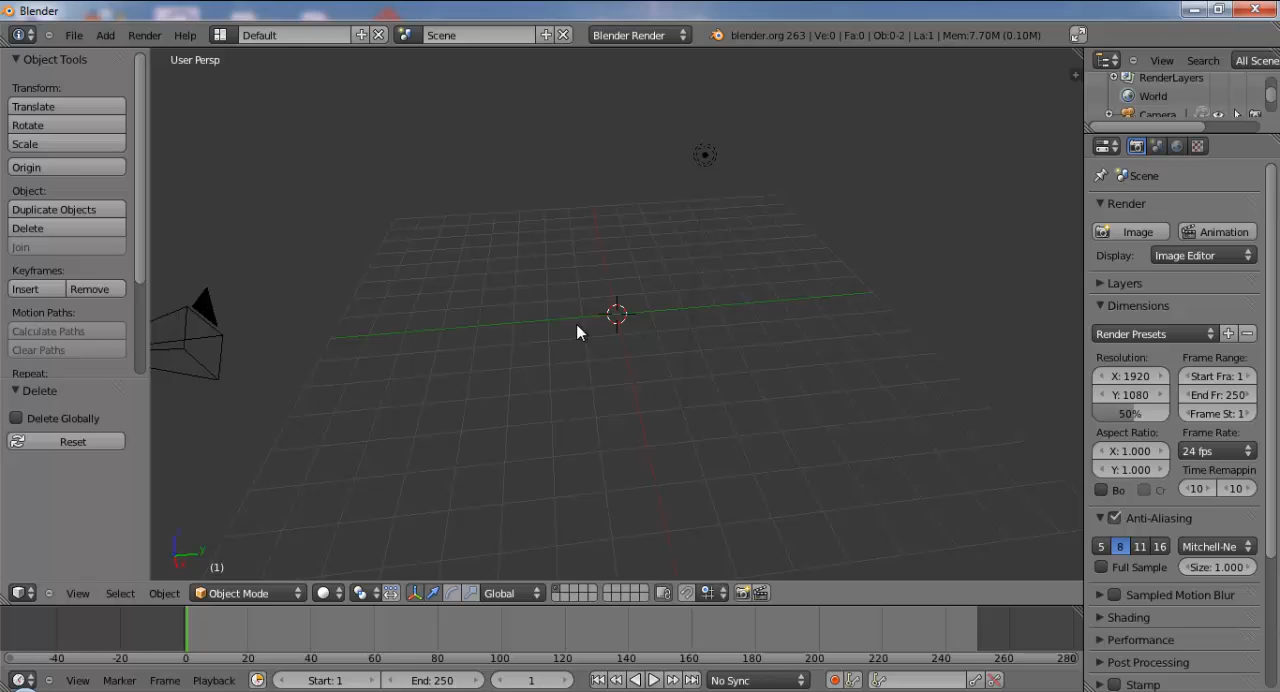 Blender
File Add Render Help Default Scene Blender Render blender.org 263 | Ve:0 | Fa:0 | Ob:0-2 | La:1 | Mem:7.70M (0.10M)
Object Tools
Transform:
Translate
Rotate
Scale
Origin
Object:
Duplicate Objects
Delete
Join
Keyframes:
Insert Remove
Motion Paths:
Calculate Paths
Clear Paths
Repeat:
Delete
Delete Globally
Reset
User Persp
y
(1)
View Select Object Object Mode Global
-40 -20 0 20 40 60 80 100 120 140 160 180 200 220 240 260 280
View Marker Frame Playback Start: 1 End: 250 1 No Sync
View Search All Scene
RenderLayers
World
Camera
Scene
Render
Image Animation
Display: Image Editor
Layers
Dimensions
Render Presets
Resolution: Frame Range:
X: 1920 Start Fra: 1
Y: 1080 End Fr: 250
50% Frame St: 1
Aspect Ratio: Frame Rate:
X: 1.000 24 fps
Y: 1.000 Time Remappin
Bo Cr 10 10
Anti-Aliasing
5 8 11 16 Mitchell-Ne
Full Sample Size: 1.000
Sampled Motion Blur
Shading
Performance
Post Processing
Stamp